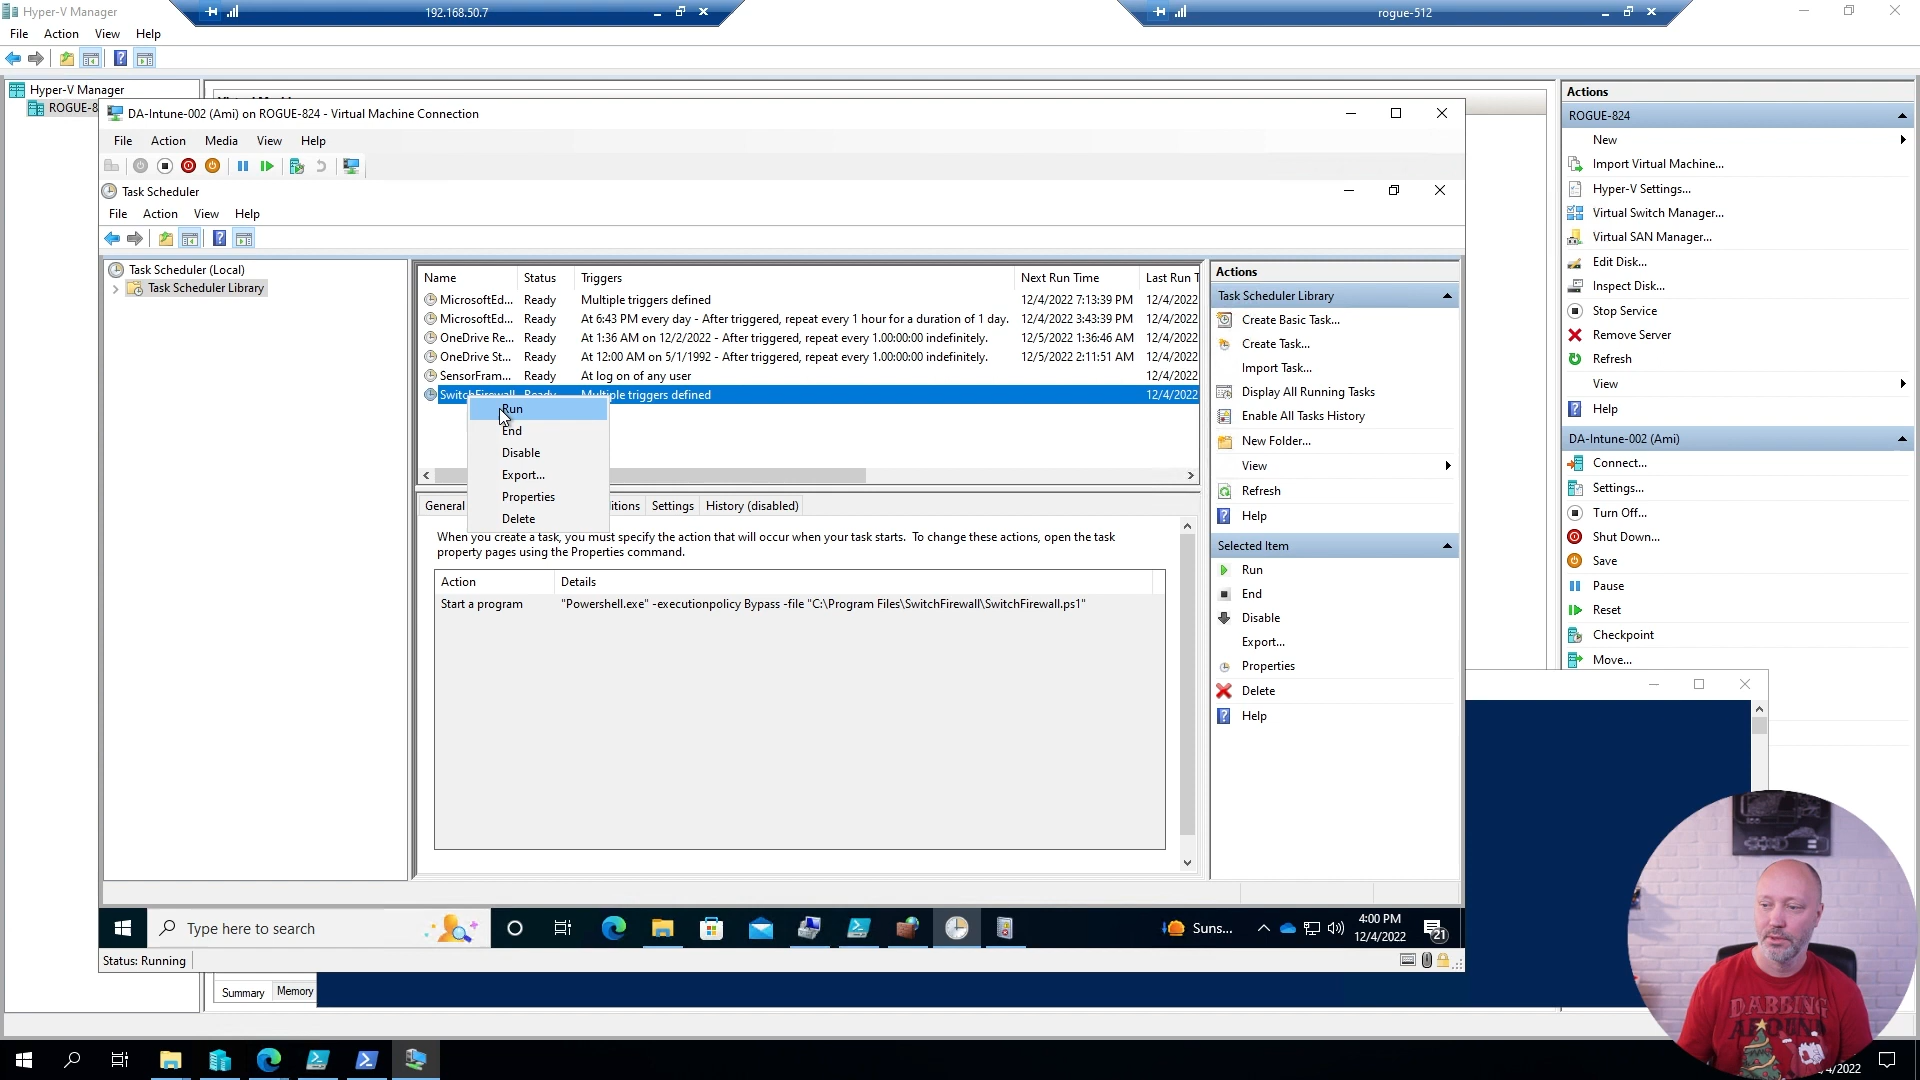 Hyper-V Manager
192.168.50.7
rogue-512
File Action View Help
Hyper-V Manager
ROGUE-8
DA-Intune-002 (Ami) on ROGUE-824 - Virtual Machine Connection
File Action Media View Help
Task Scheduler
File Action View Help
Task Scheduler (Local)
Task Scheduler Library
Name Status Triggers Next Run Time Last Run T
MicrosoftEd... Ready Multiple triggers defined 12/4/2022 7:13:39 PM 12/4/2022
MicrosoftEd... Ready At 6:43 PM every day - After triggered, repeat every 1 hour for a duration of 1 day. 12/4/2022 3:43:39 PM 12/4/2022
OneDrive Re... Ready At 1:36 AM on 12/2/2022 - After triggered, repeat every 1.00:00:00 indefinitely. 12/5/2022 1:36:46 AM 12/4/2022
OneDrive St... Ready At 12:00 AM on 5/1/1992 - After triggered, repeat every 1.00:00:00 indefinitely. 12/5/2022 2:11:51 AM 12/4/2022
SensorFram... Ready At log on of any user 12/4/2022
SwitchFirewall Ready Multiple triggers defined 12/4/2022
Run
End
Disable
Export...
Properties
Delete
General itions Settings History (disabled)
When you create a task, you must specify the action that will occur when your task starts. To change these actions, open the task
property pages using the Properties command.
Action Details
Start a program "Powershell.exe" -executionpolicy Bypass -file "C:\Program Files\SwitchFirewall\SwitchFirewall.ps1"
Actions
Task Scheduler Library
Create Basic Task...
Create Task...
Import Task...
Display All Running Tasks
Enable All Tasks History
New Folder...
View
Refresh
Help
Selected Item
Run
End
Disable
Export...
Properties
Delete
Help
Actions
ROGUE-824
New
Import Virtual Machine...
Hyper-V Settings...
Virtual Switch Manager...
Virtual SAN Manager...
Edit Disk...
Inspect Disk...
Stop Service
Remove Server
Refresh
View
Help
DA-Intune-002 (Ami)
Connect...
Settings...
Turn Off...
Shut Down...
Save
Pause
Reset
Checkpoint
Move...
Type here to search
Suns...
4:00 PM
12/4/2022
21
Status: Running
Summary Memory
DABBING
AROUND
/4/2022